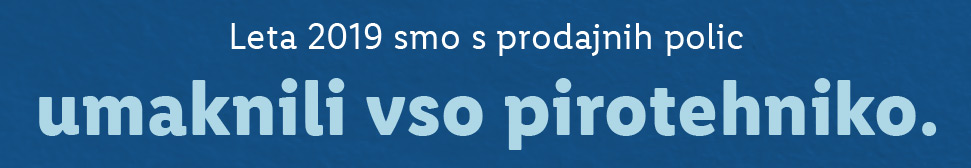 Leta 2019 smo s prodajnih polic
umaknili vso pirotehniko.